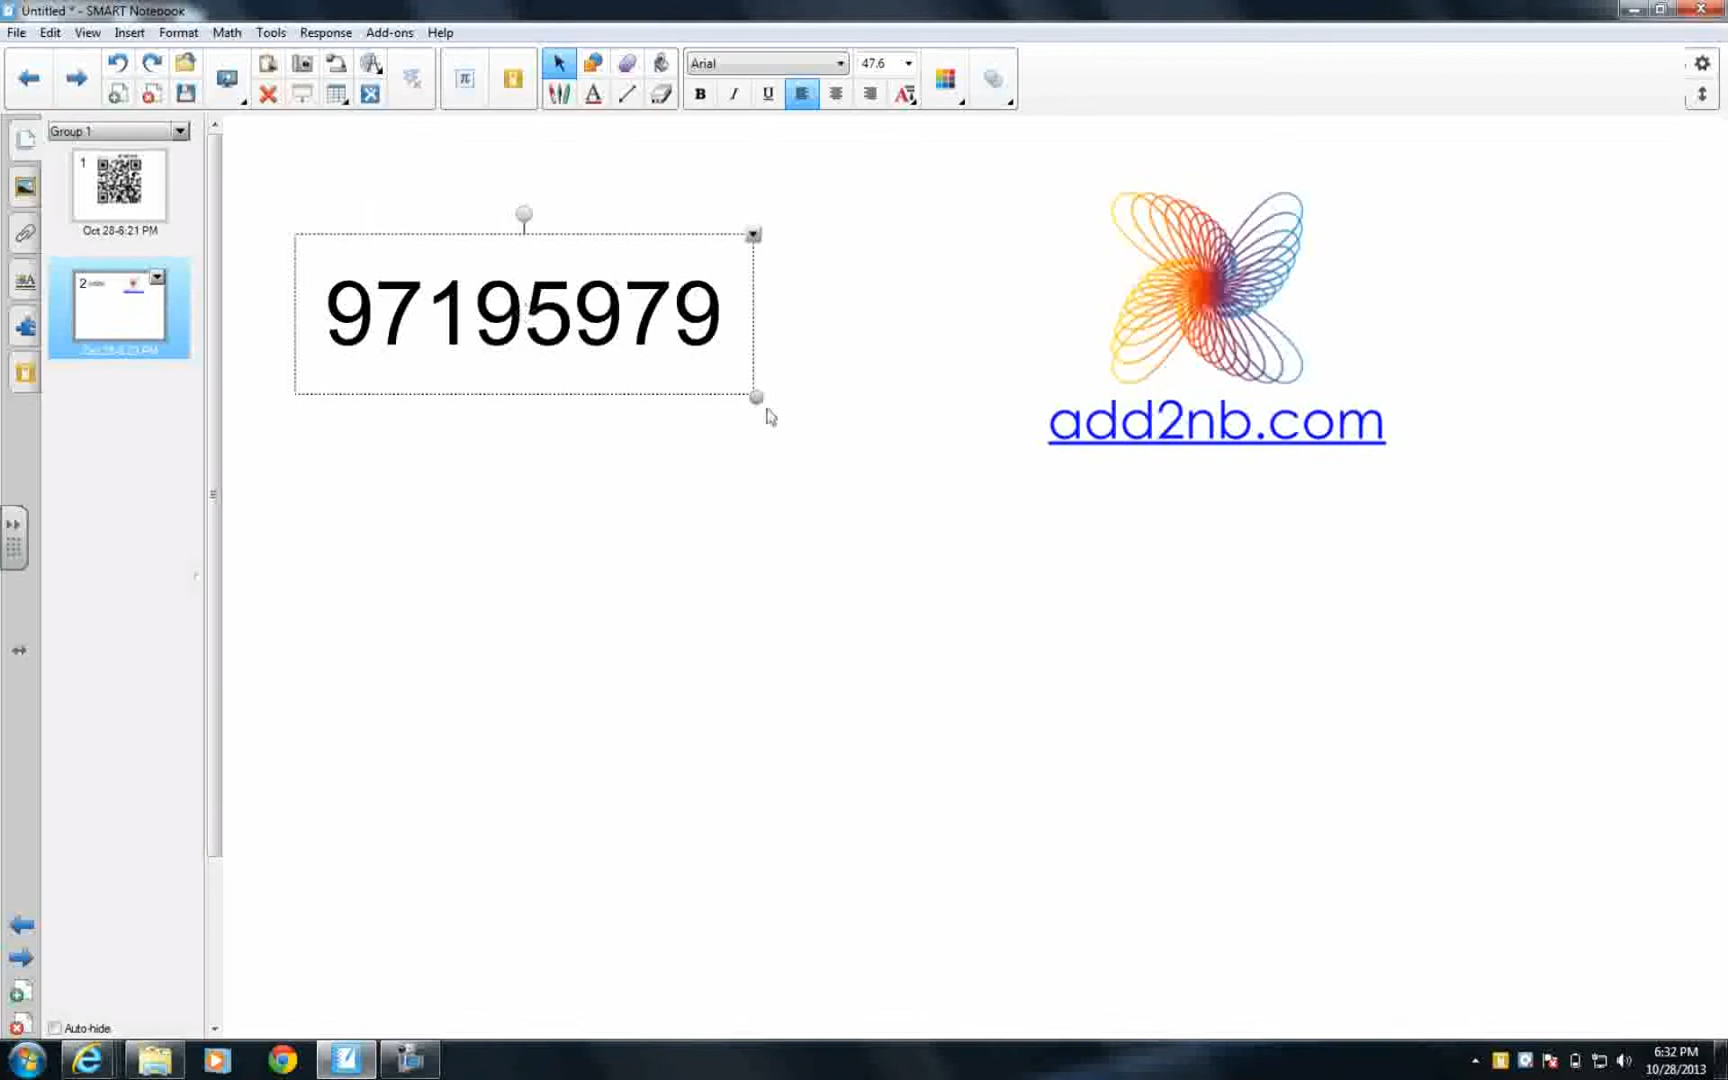 Untitled * - SMART Notebook
File Edit View Insert Format Math Tools Response Add-ons Help
Arial 47.6
B I U
Group 1
1
Oct 28-6:21 PM
2
97195979
add2nb.com
Auto-hide
6:32 PM
10/28/2013